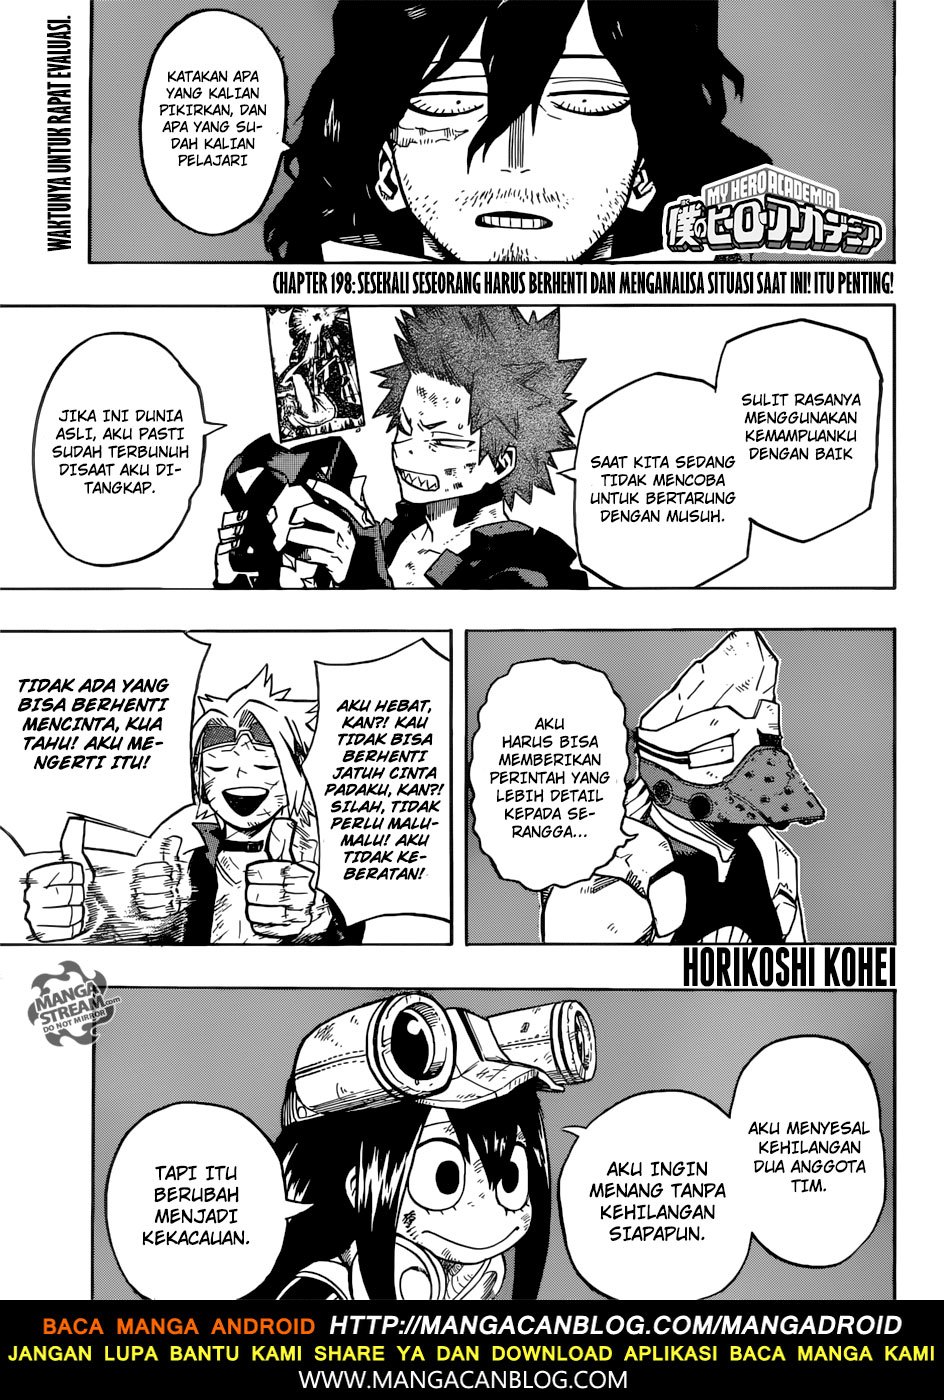 WAKTUNYA UNTUK RAPAT EVALUASI.
KATAKAN APA
YANG KALIAN
PIKIRKAN, DAN
APA YANG SU-
DAH KALIAN
PELAJARI
MY HERO ACADEMIA
僕のヒーローアカデミア
CHAPTER 198: SESEKALI SESEORANG HARUS BERHENTI DAN MENGANALISA SITUASI SAAT INI! ITU PENTING!
SULIT RASANYA
MENGGUNAKAN
KEMAMPUANKU
DENGAN BAIK
SAAT KITA SEDANG
TIDAK MENCOBA
UNTUK BERTARUNG
DENGAN MUSUH.
JIKA INI DUNIA
ASLI, AKU PASTI
SUDAH TERBUNUH
DISAAT AKU DI-
TANGKAP.
AKU
HARUS BISA
MEMBERIKAN
PERINTAH YANG
LEBIH DETAIL
KEPADA SE-
RANGGA...
AKU HEBAT,
KAN?! KAU
TIDAK BISA
BERHENTI
JATUH CINTA
PADAKU, KAN?!
SILAH, TIDAK
PERLU MALU-
MALU! AKU
TIDAK KE-
BERATAN!
TIDAK ADA YANG
BISA BERHENTI
MENCINTA, KUA
TAHU! AKU ME-
NGERTI ITU!
HORIKOSHI KOHEI
MANGA
STREAM.com
DO NOT MIRROR
AKU MENYESAL
KEHILANGAN
DUA ANGGOTA
TIM.
AKU INGIN
MENANG TANPA
KEHILANGAN
SIAPAPUN.
TAPI ITU
BERUBAH
MENJADI
KEKACAUAN.
BACA MANGA ANDROID HTTP://MANGACANBLOG.COM/MANGADROID
JANGAN LUPA BANTU KAMI SHARE YA DAN DOWNLOAD APLIKASI BACA MANGA KAMI
WWW.MANGACANBLOG.COM